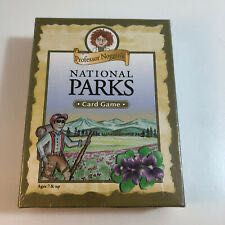 Professor Noggin's
NATIONAL
PARKS
Card Game
Ages 7 & up